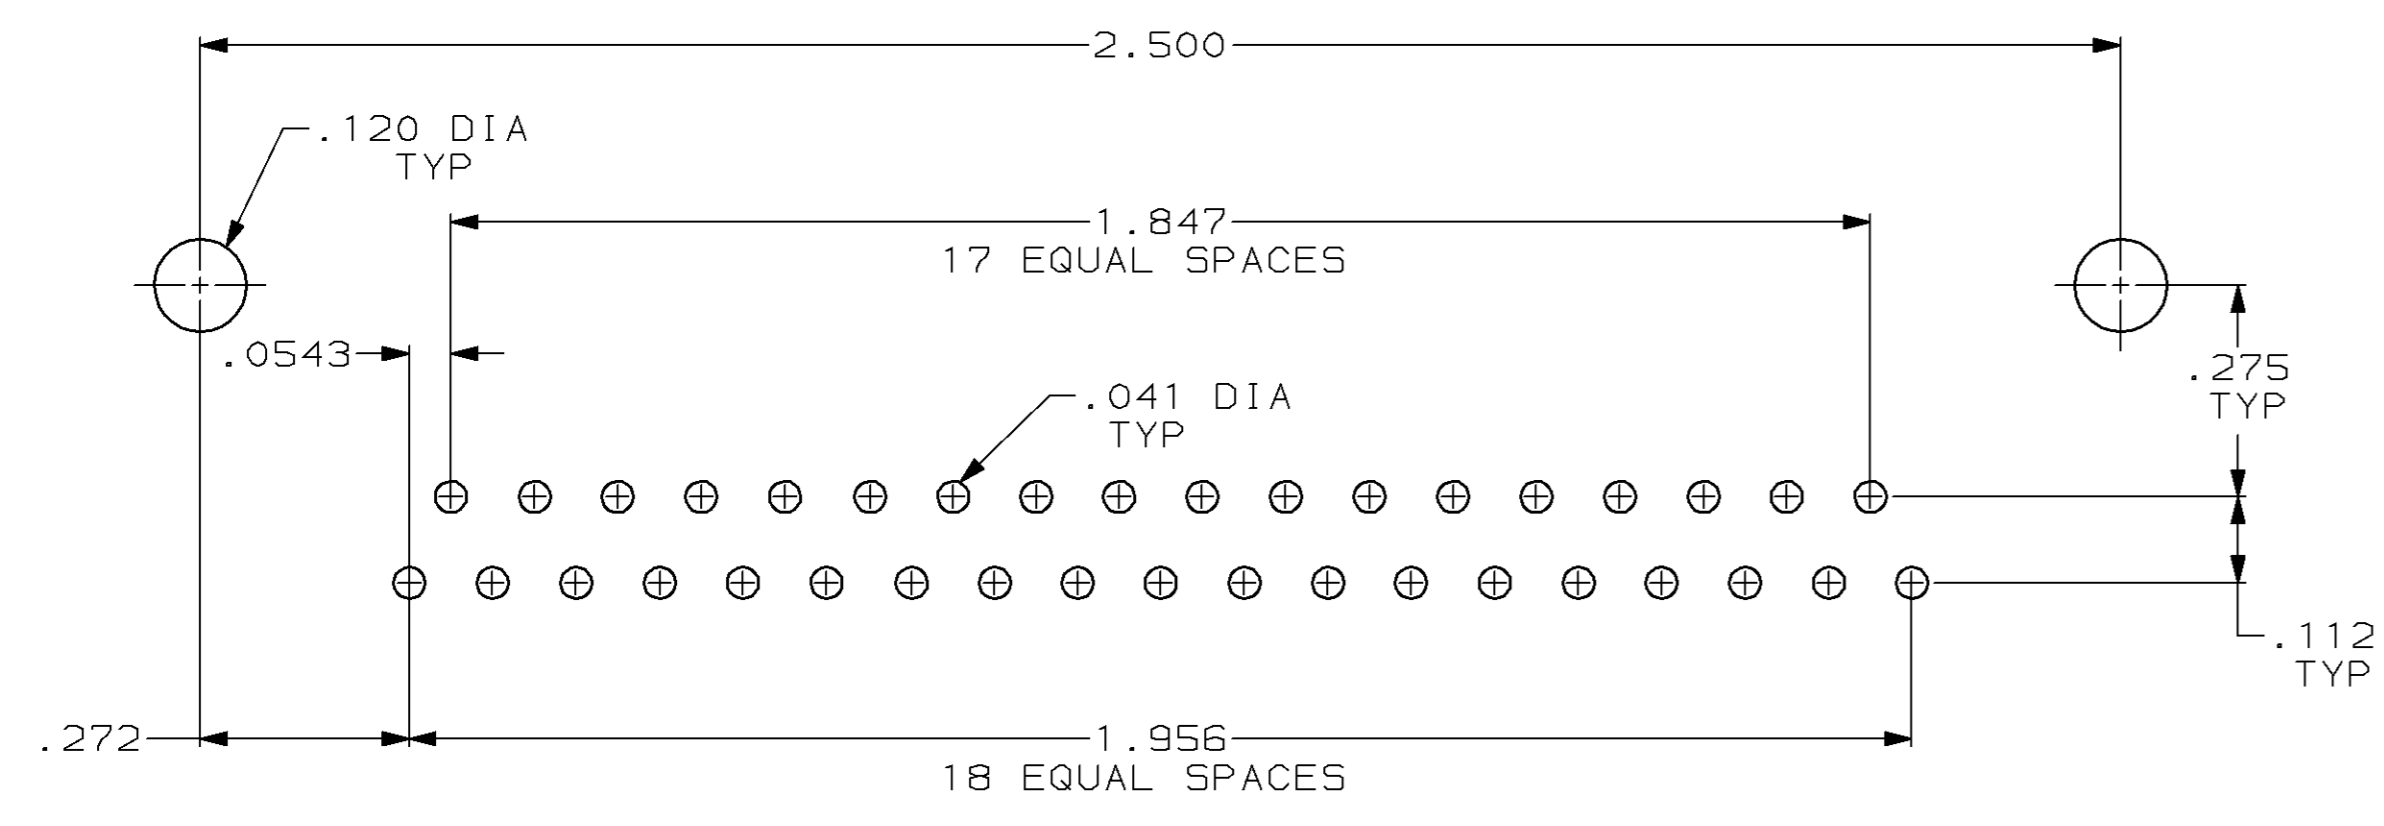 2.500
.120 DIA
TYP
1.847
17 EQUAL SPACES
.0543
.275
TYP
.041 DIA
TYP
.112
TYP
.272
1.956
18 EQUAL SPACES